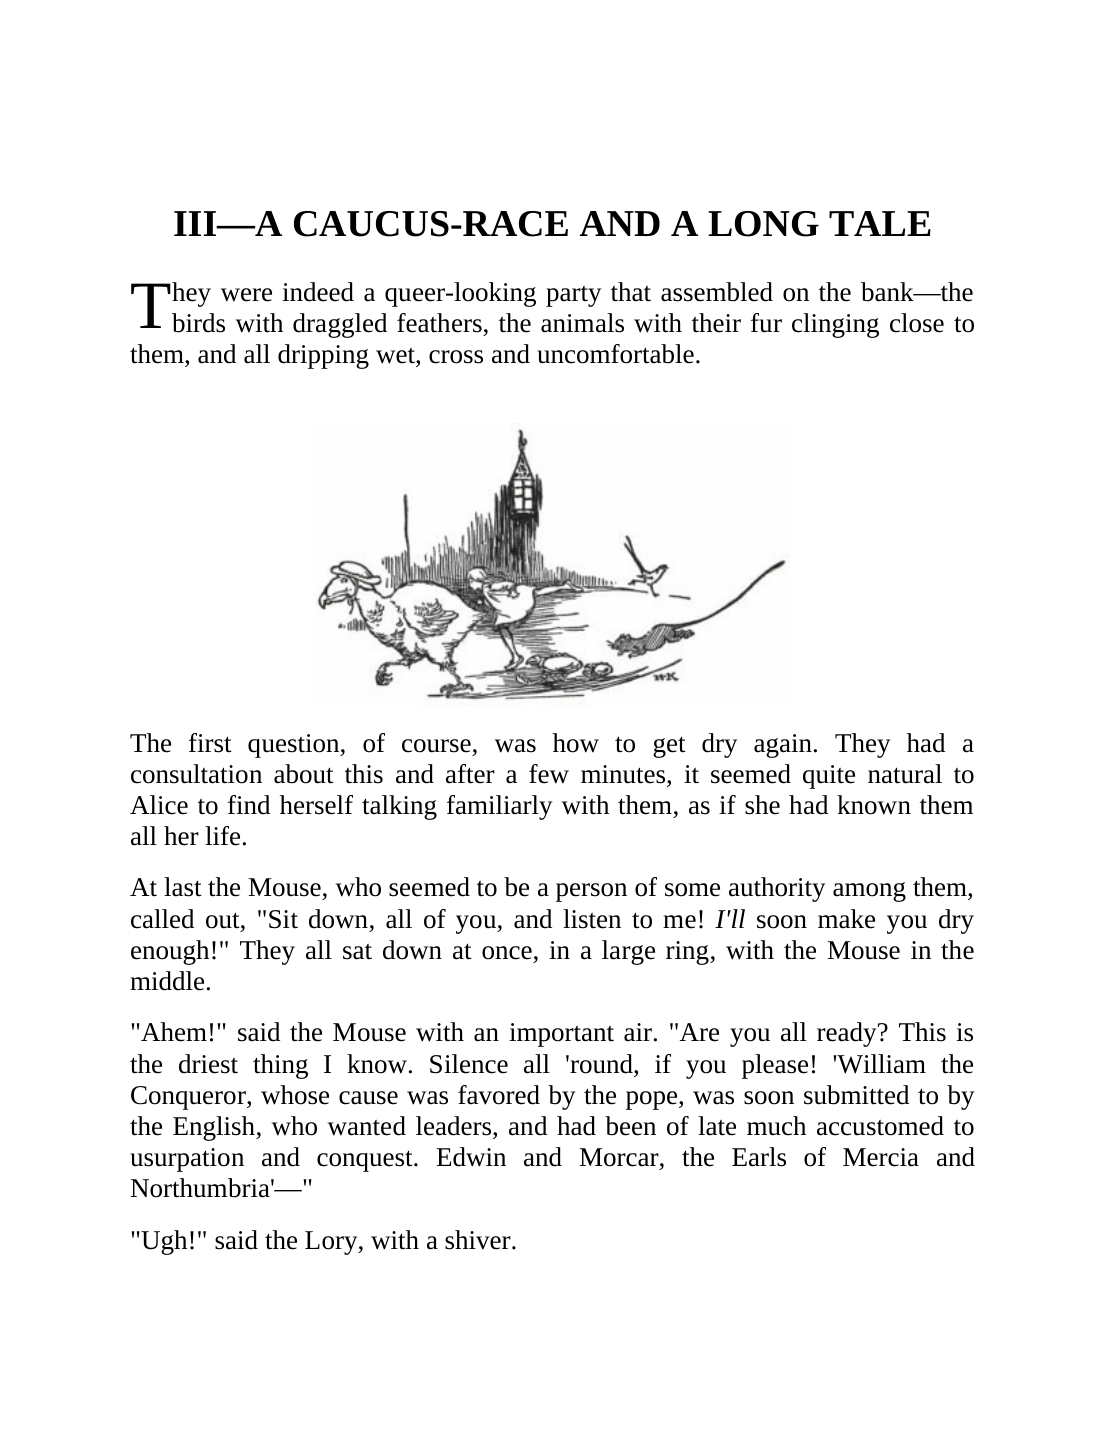 III—A CAUCUS-RACE AND A LONG TALE
They were indeed a queer-looking party that assembled on the bank—the
birds with draggled feathers, the animals with their fur clinging close to
them, and all dripping wet, cross and uncomfortable.
The first question, of course, was how to get dry again. They had a
consultation about this and after a few minutes, it seemed quite natural to
Alice to find herself talking familiarly with them, as if she had known them
all her life.
At last the Mouse, who seemed to be a person of some authority among them,
called out, "Sit down, all of you, and listen to me! I'll soon make you dry
enough!" They all sat down at once, in a large ring, with the Mouse in the
middle.
"Ahem!" said the Mouse with an important air. "Are you all ready? This is
the driest thing I know. Silence all 'round, if you please! 'William the
Conqueror, whose cause was favored by the pope, was soon submitted to by
the English, who wanted leaders, and had been of late much accustomed to
usurpation and conquest. Edwin and Morcar, the Earls of Mercia and
Northumbria'—"
"Ugh!" said the Lory, with a shiver.